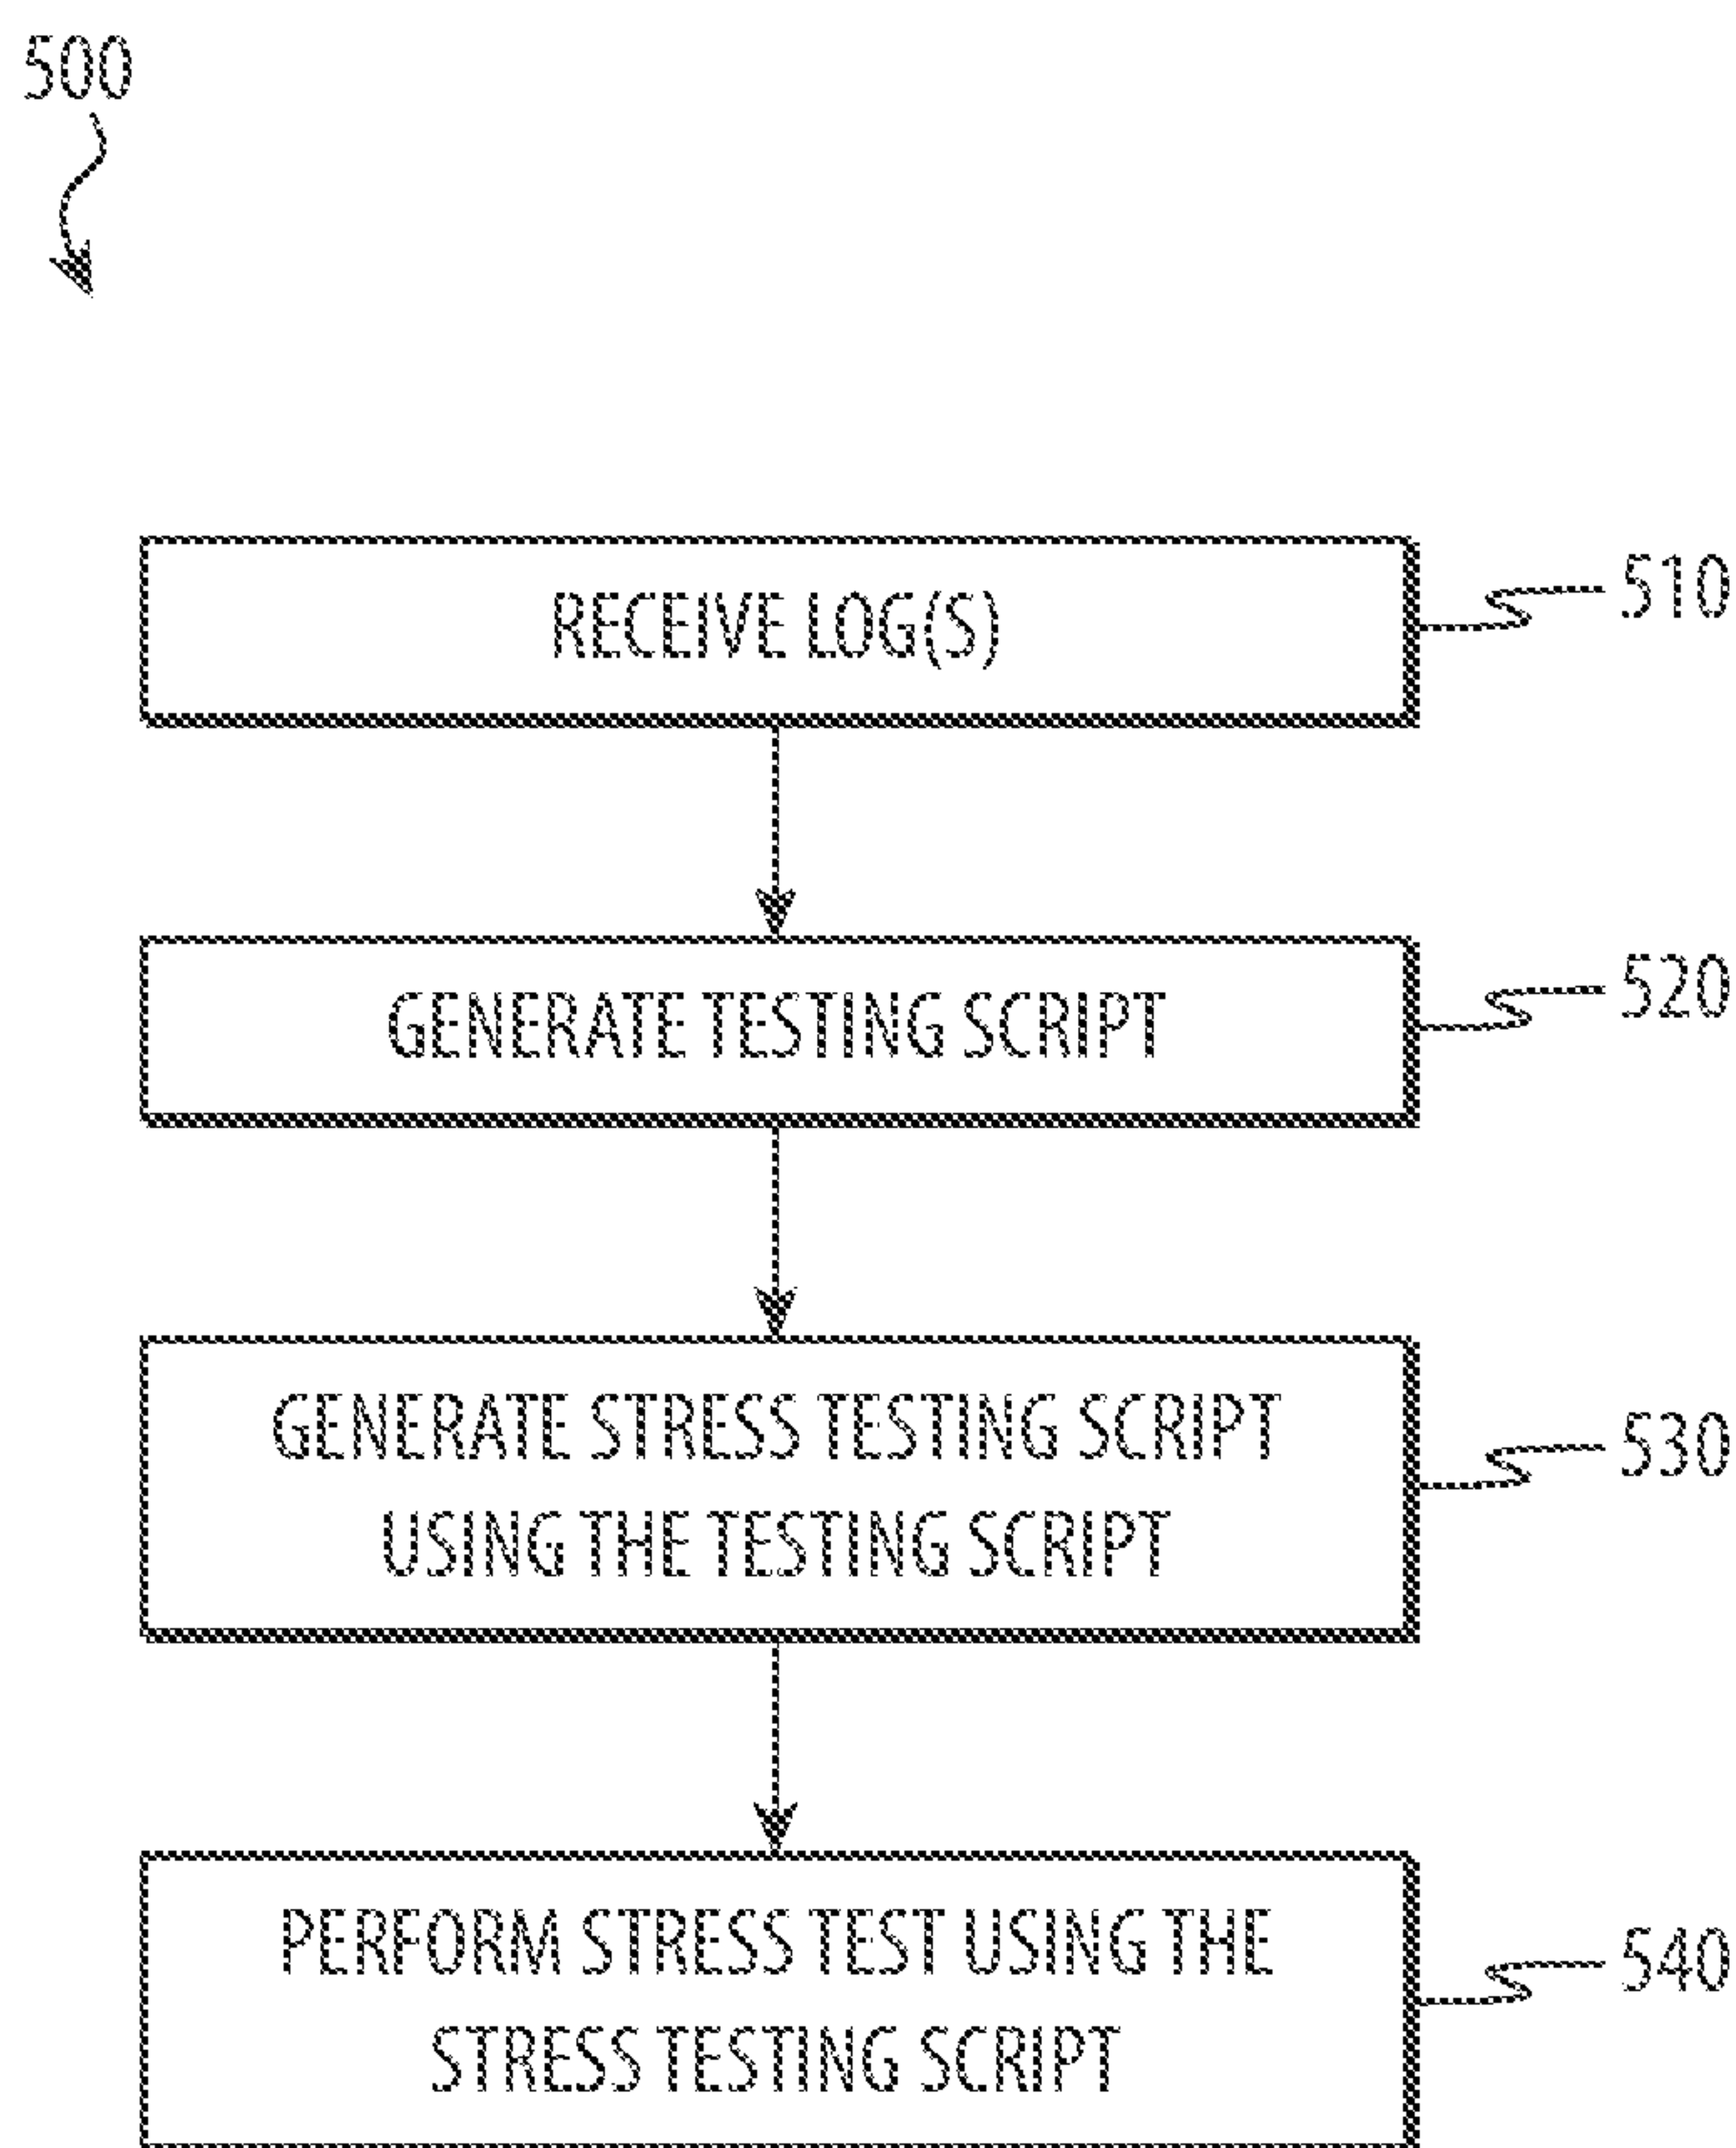 500
RECEIVE LOG(S)
510
GENERATE TESTING SCRIPT
520
GENERATE STRESS TESTING SCRIPT
USING THE TESTING SCRIPT
530
PERFORM STRESS TEST USING THE
STRESS TESTING SCRIPT
540